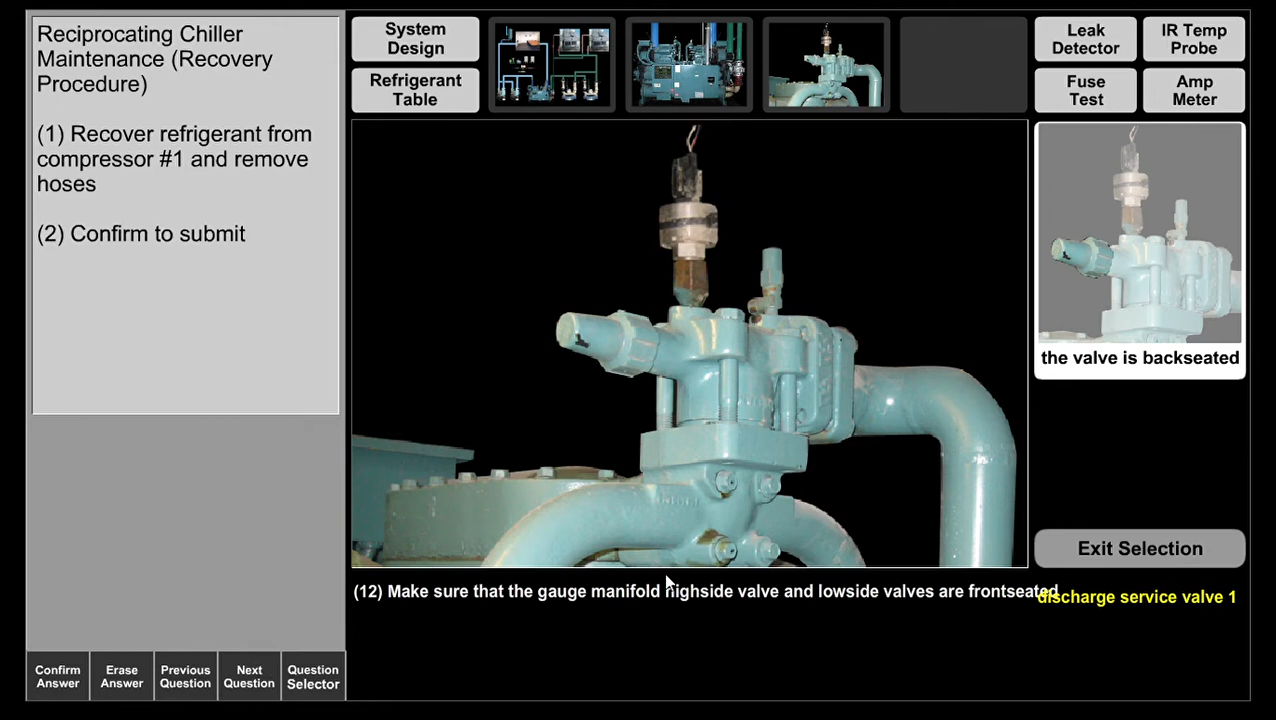 Reciprocating Chiller
Maintenance (Recovery
Procedure)
(1) Recover refrigerant from
compressor #1 and remove
hoses
(2) Confirm to submit
System
Design
Refrigerant
Table
Leak
Detector
IR Temp
Probe
Fuse
Test
Amp
Meter
the valve is backseated
Exit Selection
(12) Make sure that the gauge manifold highside valve and lowside valves are frontseated
discharge service valve 1
Confirm
Answer
Erase
Answer
Previous
Question
Next
Question
Question
Selector